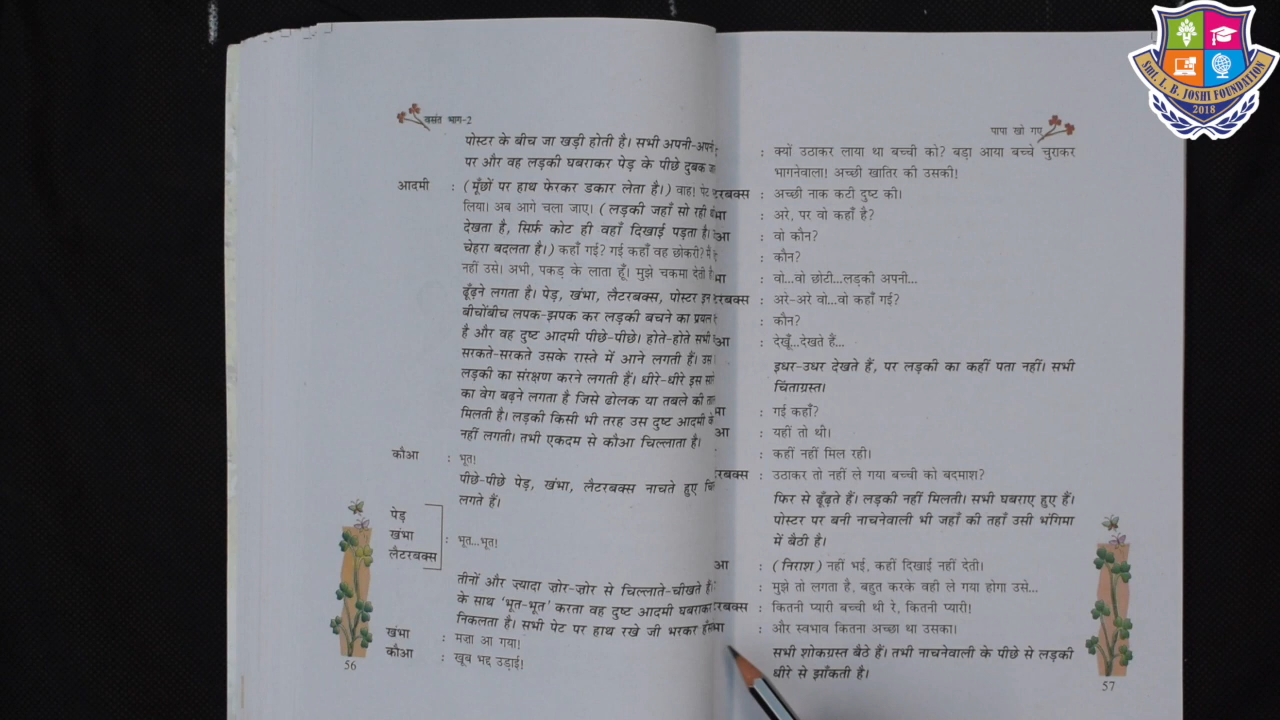 वसंत भाग-2
पोस्टर के बीच जा खड़ी होती है। सभी अपनी-अपनी
पर और वह लड़की घबराकर पेड़ के पीछे दुबक
आदमी : (मूँछों पर हाथ फेरकर डकार लेता है।) वाह! पेट
लिया। अब आगे चला जाए। (लड़की जहाँ सो रही
देखता है, सिर्फ़ कोट ही वहाँ दिखाई पड़ता है।
चेहरा बदलता है।) कहाँ गई? गई कहाँ वह छोकरी? मैं
नहीं उसे। अभी, पकड़ के लाता हूँ। मुझे चकमा देती
ढूँढ़ने लगता है। पेड़, खंभा, लैटरबक्स, पोस्टर इन
बीचोंबीच लपक-झपक कर लड़की बचने का प्रयत्न
है और वह दुष्ट आदमी पीछे-पीछे। होते-होते सभी
सरकते-सरकते उसके रास्ते में आने लगती हैं। उस
लड़की का संरक्षण करने लगती हैं। धीरे-धीरे इस
का वेग बढ़ने लगता है जिसे ढोलक या तबले की
मिलती है। लड़की किसी भी तरह उस दुष्ट आदमी के
नहीं लगती। तभी एकदम से कौआ चिल्लाता है।
कौआ : भूत!
पीछे-पीछे पेड़, खंभा, लैटरबक्स नाचते हुए
लगते हैं।
पेड़
खंभा : भूत...भूत!
लैटरबक्स
तीनों और ज़्यादा ज़ोर-ज़ोर से चिल्लाते-चीखते हैं।
के साथ ‘भूत-भूत’ करता वह दुष्ट आदमी घबराकर
निकलता है। सभी पेट पर हाथ रखे जी भरकर
खंभा : मज़ा आ गया!
कौआ : खूब भद्द उड़ाई!
56
पापा खो गए
: क्यों उठाकर लाया था बच्ची को? बड़ा आया बच्चे चुराकर
भागनेवाला! अच्छी खातिर की उसकी!
: अच्छी नाक कटी दुष्ट की।
: अरे, पर वो कहाँ है?
: वो कौन?
: कौन?
: वो...वो छोटी...लड़की अपनी...
: अरे-अरे वो...वो कहाँ गई?
: कौन?
: देखूँ...देखते हैं...
इधर-उधर देखते हैं, पर लड़की का कहीं पता नहीं। सभी
चिंताग्रस्त।
: गई कहाँ?
: यहीं तो थी।
: कहीं नहीं मिल रही।
: उठाकर तो नहीं ले गया बच्ची को बदमाश?
फिर से ढूँढ़ते हैं। लड़की नहीं मिलती। सभी घबराए हुए हैं।
पोस्टर पर बनी नाचनेवाली भी जहाँ की तहाँ उसी भंगिमा
में बैठी है।
: (निराश) नहीं भई, कहीं दिखाई नहीं देती।
: मुझे तो लगता है, बहुत करके वही ले गया होगा उसे...
: कितनी प्यारी बच्ची थी रे, कितनी प्यारी!
: और स्वभाव कितना अच्छा था उसका।
सभी शोकग्रस्त बैठे हैं। तभी नाचनेवाली के पीछे से लड़की
धीरे से झाँकती है।
57
Smt. L. B. JOSHI FOUNDATION
2018